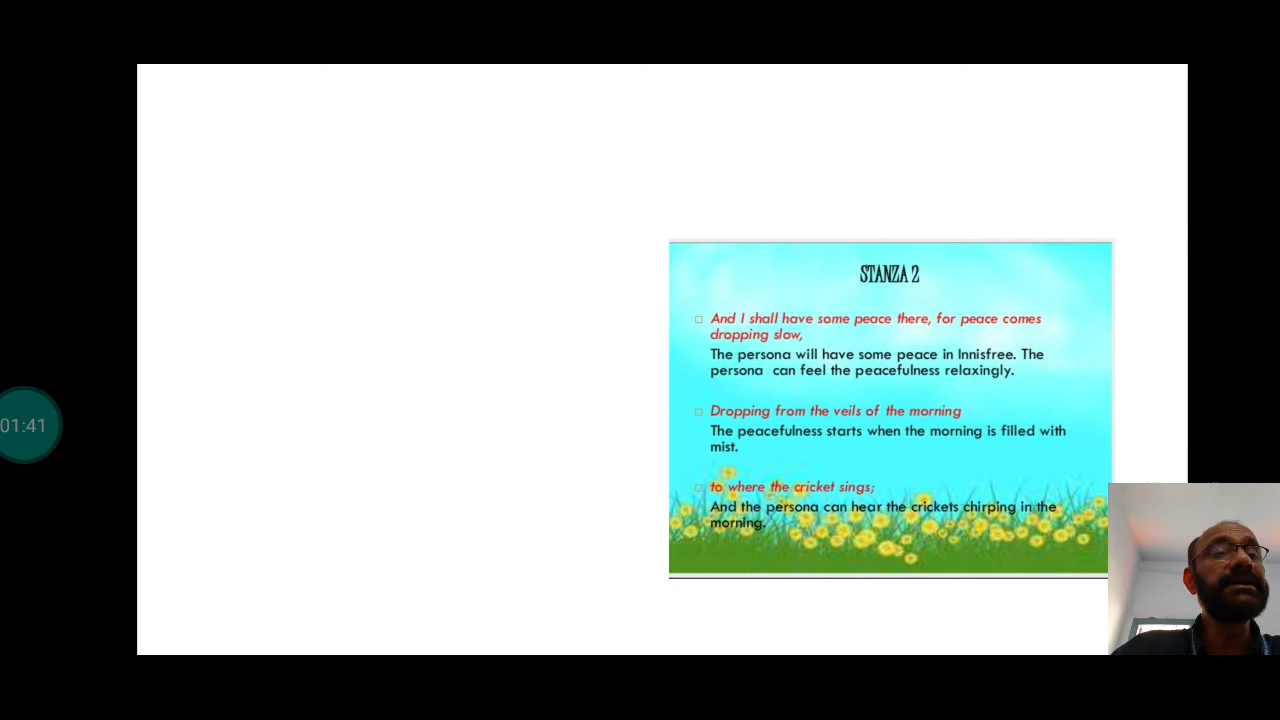 01:41
STANZA 2
And I shall have some peace there, for peace comes
dropping slow,
The persona will have some peace in Innisfree. The
persona can feel the peacefulness relaxingly.
Dropping from the veils of the morning
The peacefulness starts when the morning is filled with
mist.
to where the cricket sings;
And the persona can hear the crickets chirping in the
morning.